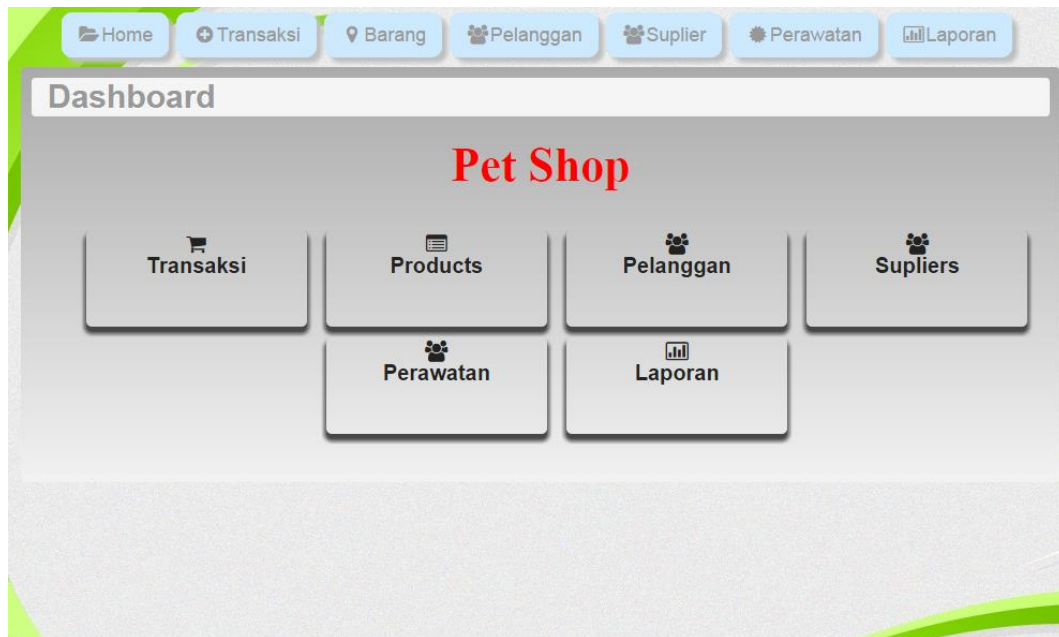 Home Transaksi Barang Pelanggan Suplier Perawatan Laporan
Dashboard
Pet Shop
Transaksi Products Pelanggan Supliers
Perawatan Laporan